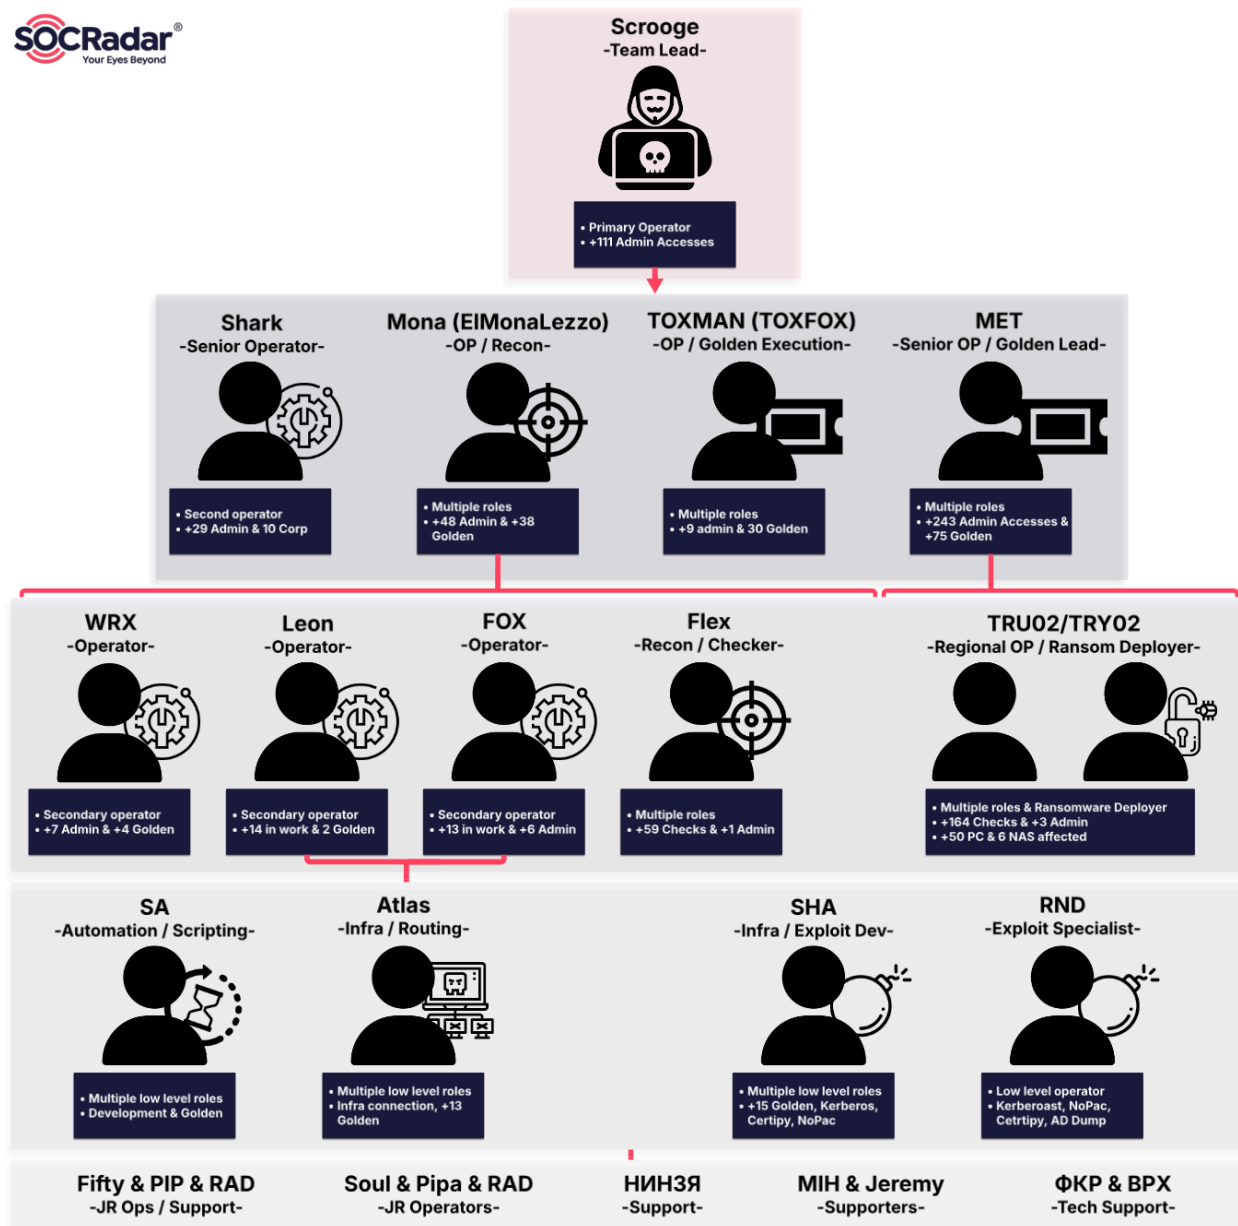 SOCRadar®
Your Eyes Beyond
Scrooge
-Team Lead-
• Primary Operator
• +111 Admin Accesses
Shark
-Senior Operator-
• Second operator
• +29 Admin & 10 Corp
Mona (ElMonaLezzo)
-OP / Recon-
• Multiple roles
• +48 Admin & +38
Golden
TOXMAN (TOXFOX)
-OP / Golden Execution-
• Multiple roles
• +9 admin & 30 Golden
MET
-Senior OP / Golden Lead-
• Multiple roles
• +243 Admin Accesses &
+75 Golden
WRX
-Operator-
• Secondary operator
• +7 Admin & +4 Golden
Leon
-Operator-
• Secondary operator
• +14 in work & 2 Golden
FOX
-Operator-
• Secondary operator
• +13 in work & +6 Admin
Flex
-Recon / Checker-
• Multiple roles
• +59 Checks & +1 Admin
TRU02/TRY02
-Regional OP / Ransom Deployer-
• Multiple roles & Ransomware Deployer
• +164 Checks & +3 Admin
• +50 PC & 6 NAS affected
SA
-Automation / Scripting-
• Multiple low level roles
• Development & Golden
Atlas
-Infra / Routing-
• Multiple low level roles
• Infra connection, +13
Golden
SHA
-Infra / Exploit Dev-
• Multiple low level roles
• +15 Golden, Kerberos,
Certipy, NoPac
RND
-Exploit Specialist-
• Low level operator
• Kerberoast, NoPac,
Cetrtipy, AD Dump
Fifty & PIP & RAD
-JR Ops / Support-
Soul & Pipa & RAD
-JR Operators-
НИНЗЯ
-Support-
MIH & Jeremy
-Supporters-
ФКР & ВРХ
-Tech Support-